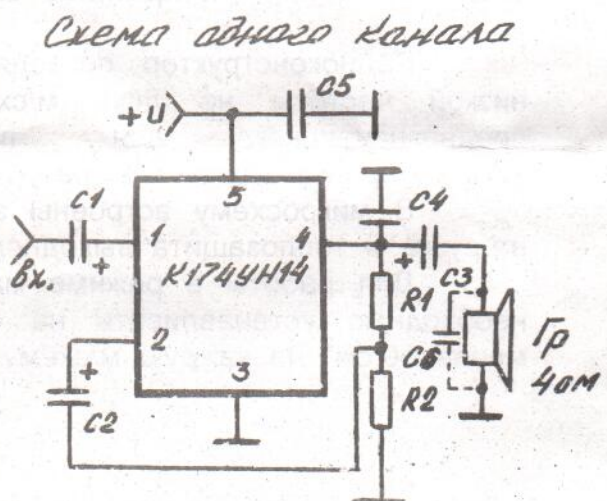 Схема одного канала
C5
+U
5
C1
1
4
C4
+
+
К174УН14
вх.
C3
R1
Гр
2
+
C6
3
4ом
C2
R2